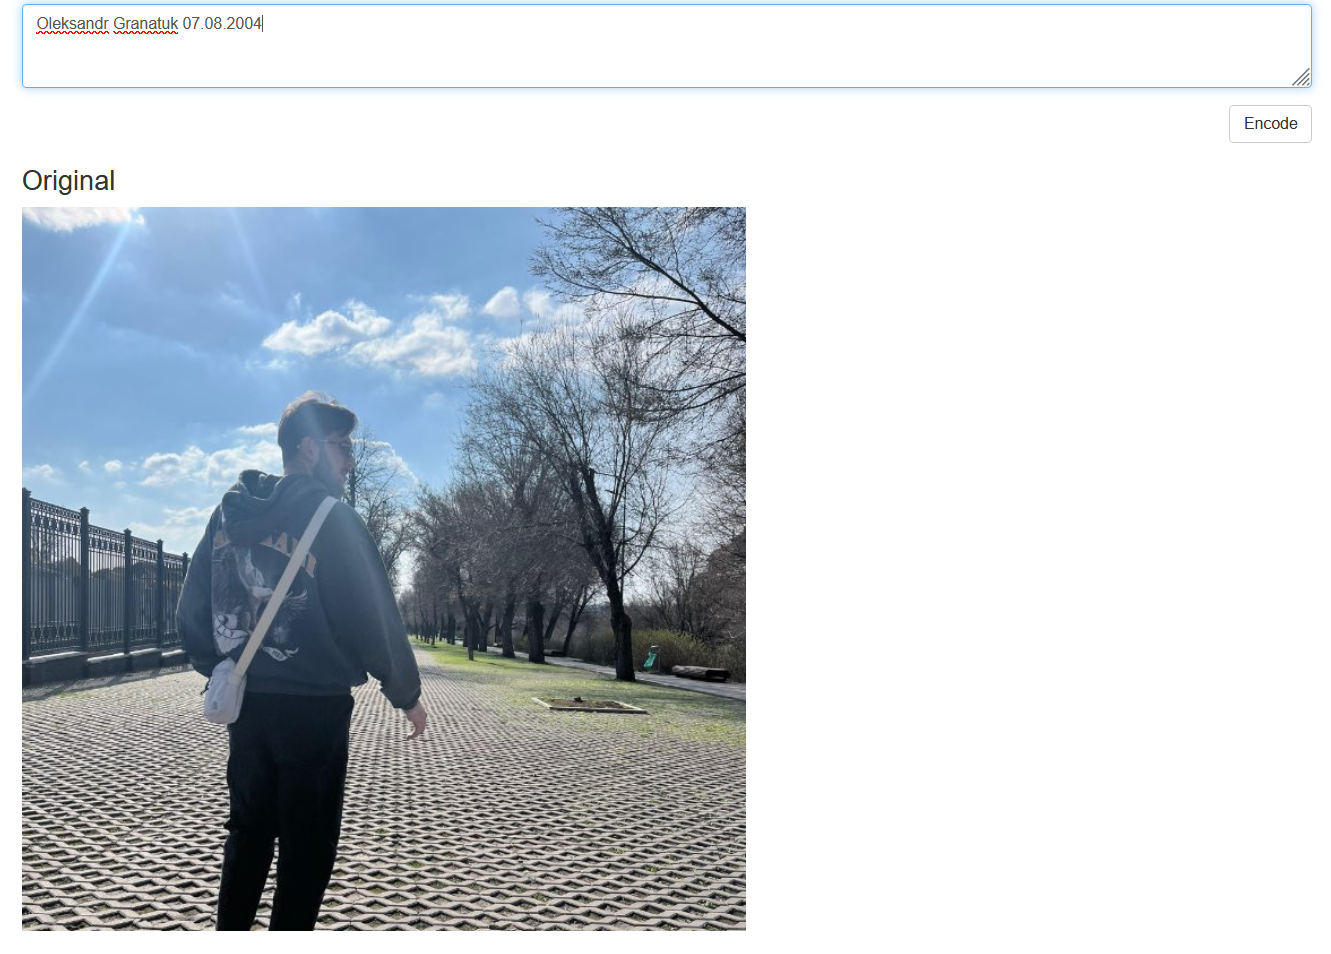 Oleksandr Granatuk 07.08.2004
Encode
Original